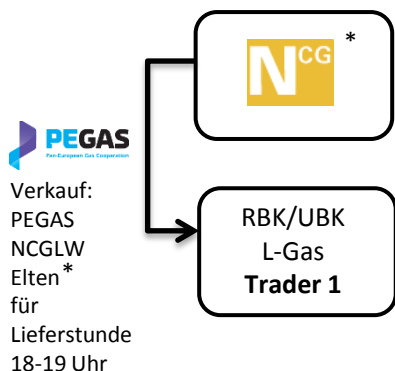 NCG *
PEGAS
Pan-European Gas Cooperation
Verkauf:
PEGAS
NCGLW
Elten*
für
Lieferstunde
18-19 Uhr
RBK/UBK
L-Gas
Trader 1